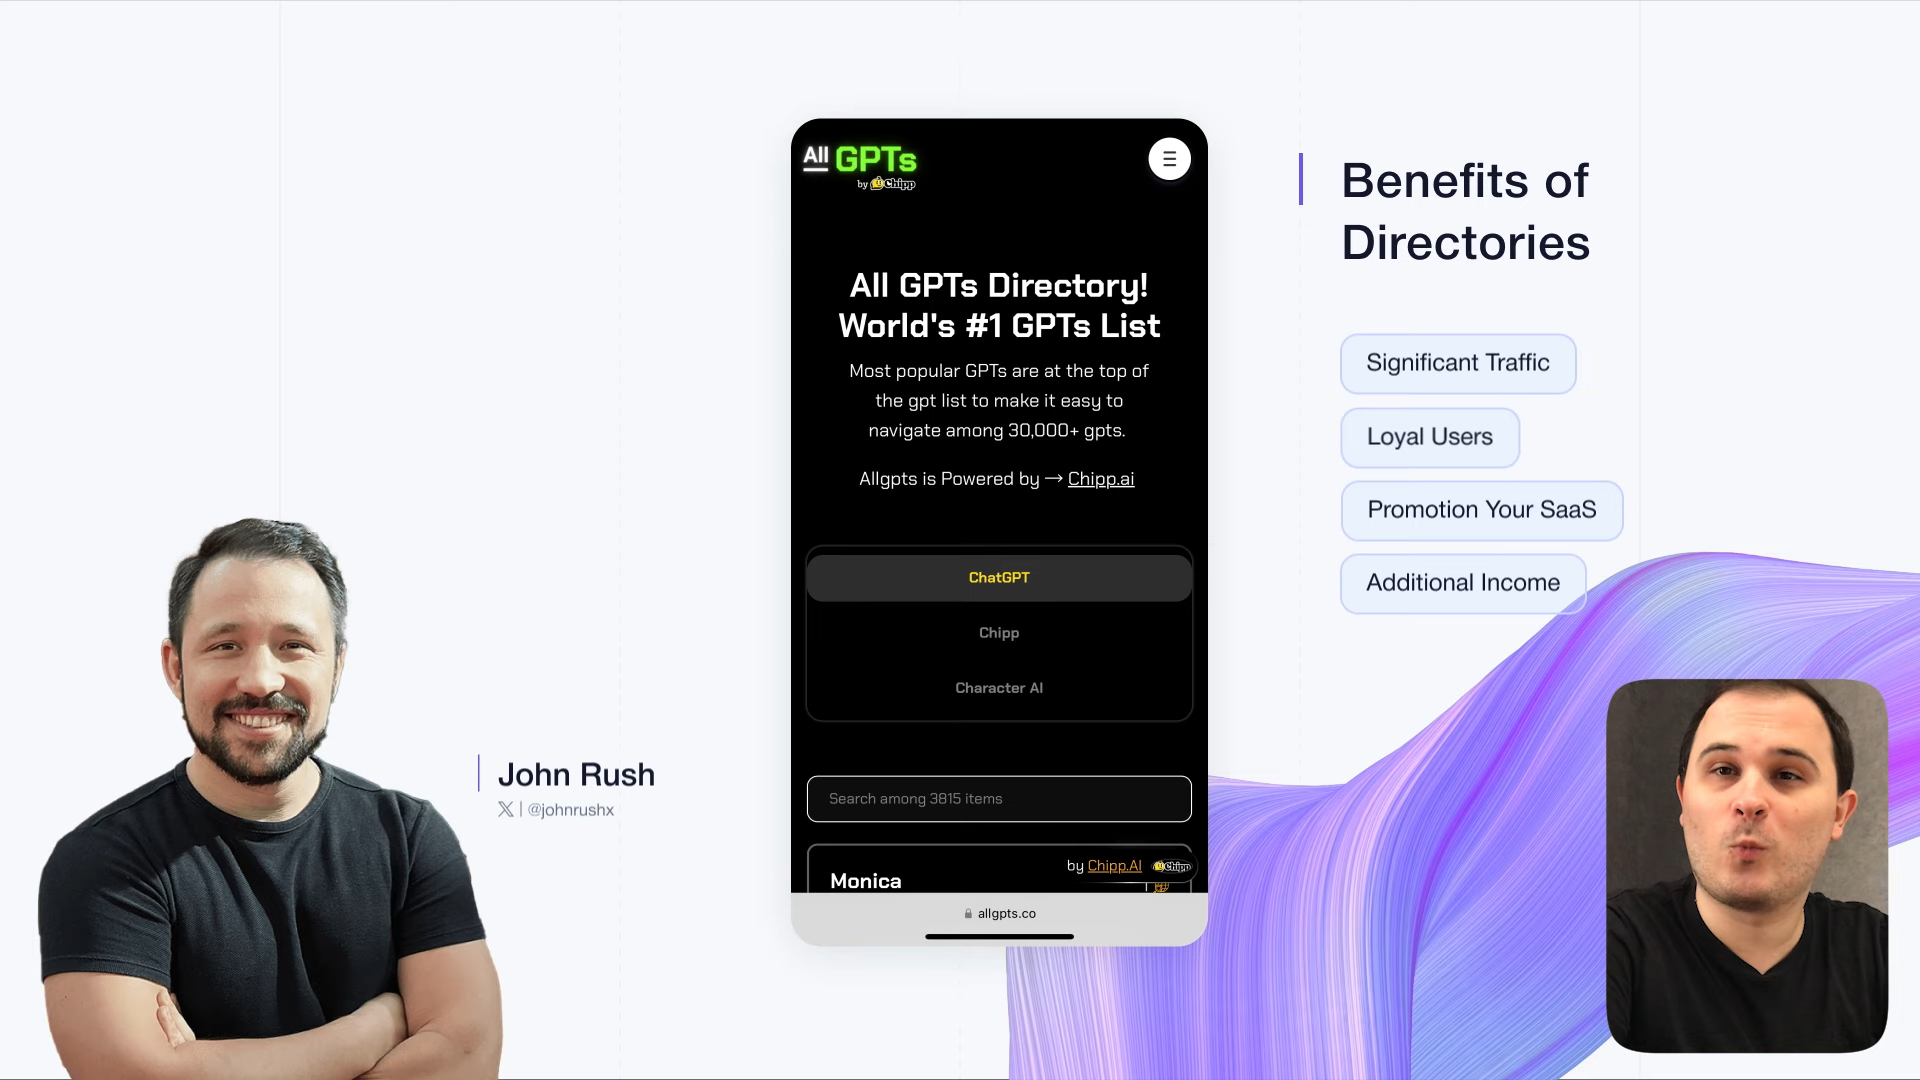 All GPTs
by Chipp
All GPTs Directory!
World's #1 GPTs List
Most popular GPTs are at the top of
the gpt list to make it easy to
navigate among 30,000+ gpts.
Allgpts is Powered by → Chipp.ai
ChatGPT
Chipp
Character AI
Search among 3815 items
Monica
by Chipp.AI Chipp
allgpts.co
John Rush
X | @johnrushx
Benefits of
Directories
Significant Traffic
Loyal Users
Promotion Your SaaS
Additional Income